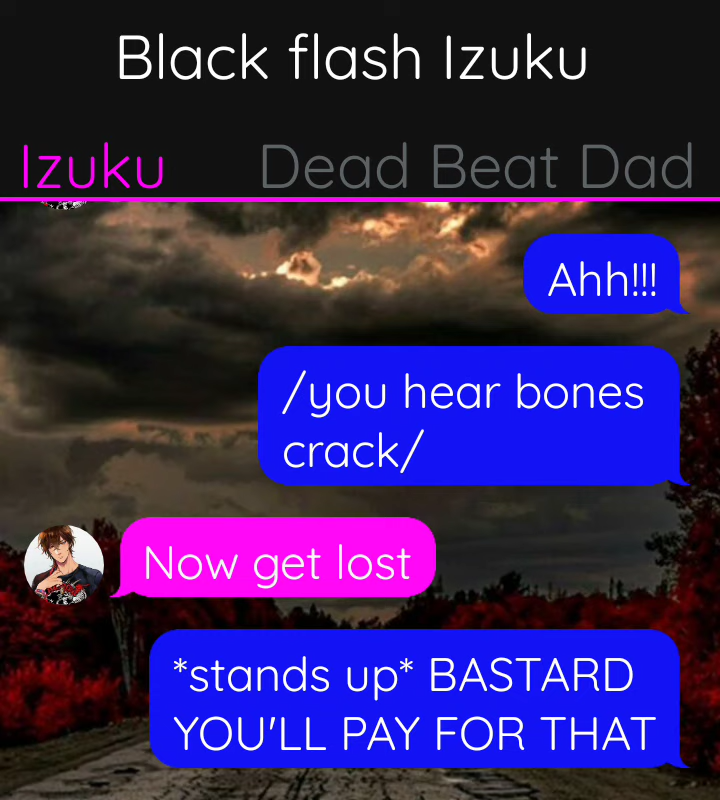 Black flash Izuku
Izuku Dead Beat Dad
Ahh!!!
/you hear bones
crack/
Now get lost
*stands up* BASTARD
YOU'LL PAY FOR THAT